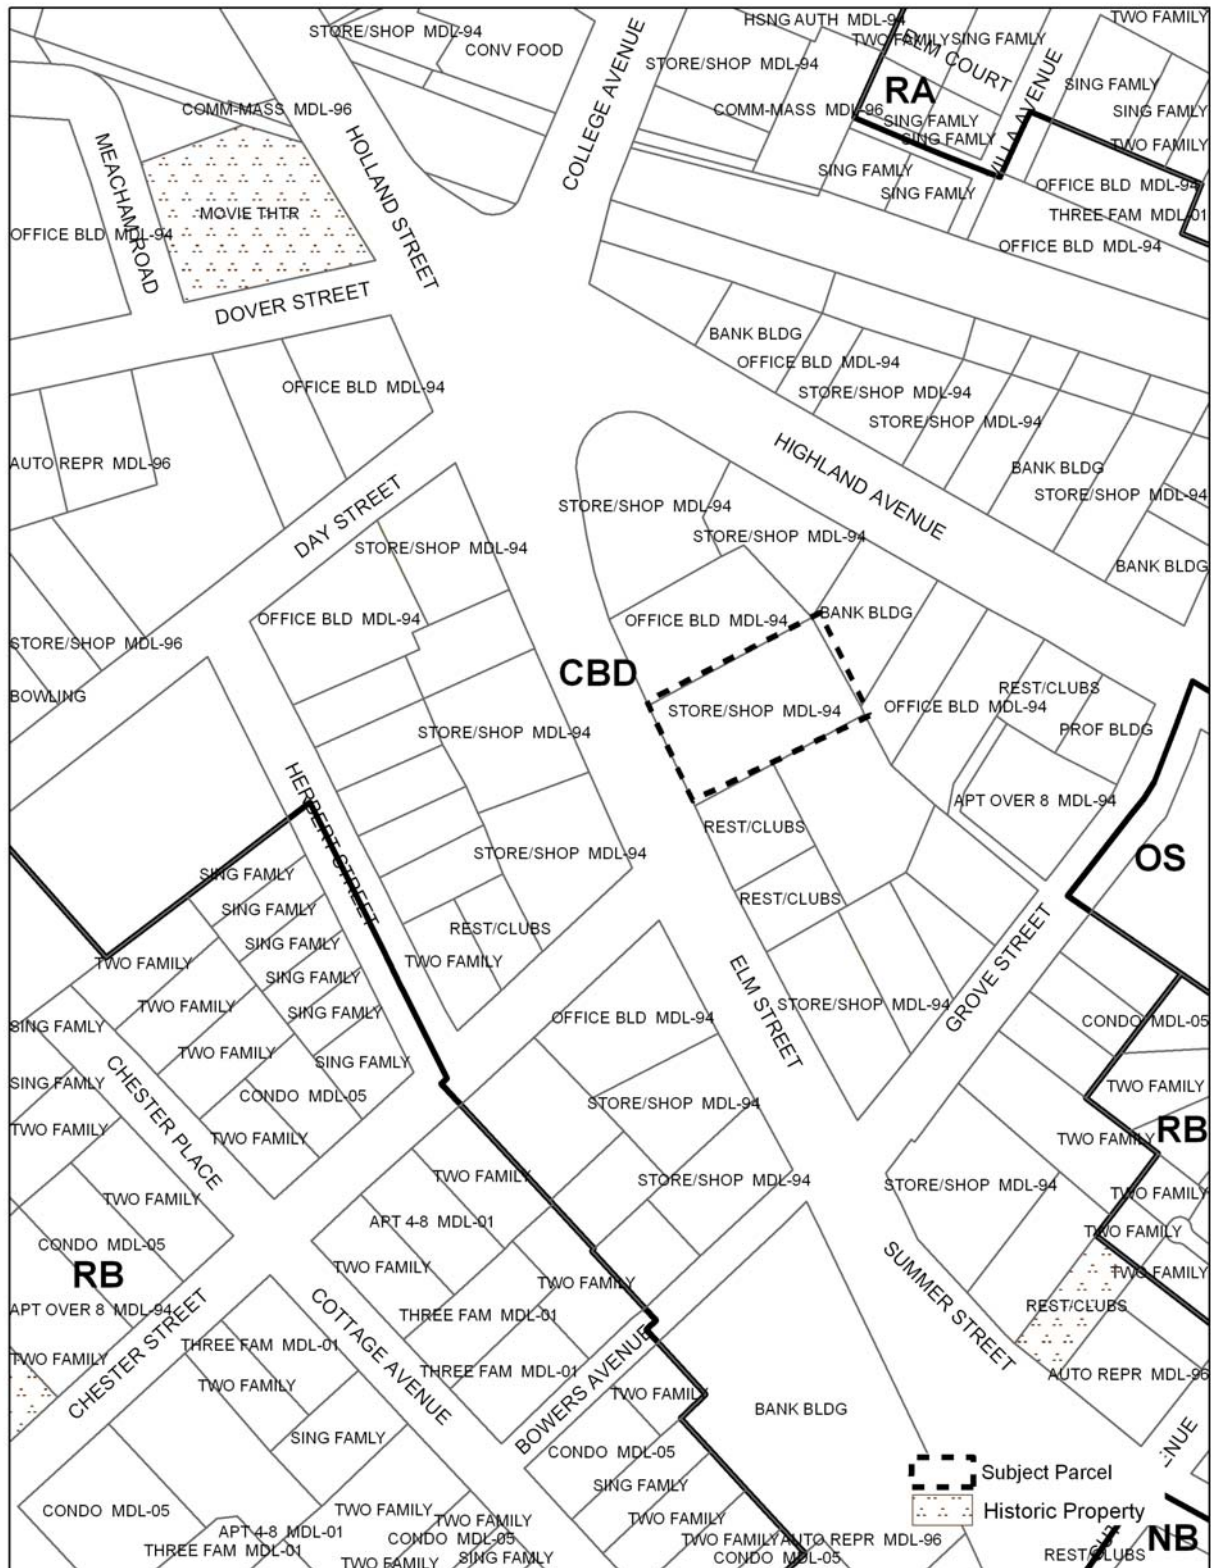 STORE/SHOP MDL-94
CONV FOOD
COLLEGE AVENUE
HSNG AUTH MDL-94
TWO FAMILY
SING FAMLY
TWO FAMILY
ELM COURT
STORE/SHOP MDL-94
RA
VILLA AVENUE
SING FAMLY
COMM-MASS MDL-96
COMM-MASS MDL-96
SING FAMLY
SING FAMLY
SING FAMLY
TWO FAMILY
MEACHAM ROAD
HOLLAND STREET
SING FAMLY
SING FAMLY
OFFICE BLD MDL-94
MOVIE THTR
THREE FAM MDL-01
OFFICE BLD MDL-94
OFFICE BLD MDL-94
DOVER STREET
BANK BLDG
OFFICE BLD MDL-94
OFFICE BLD MDL-94
STORE/SHOP MDL-94
STORE/SHOP MDL-94
AUTO REPR MDL-96
HIGHLAND AVENUE
BANK BLDG
STORE/SHOP MDL-94
STORE/SHOP MDL-94
DAY STREET
STORE/SHOP MDL-94
STORE/SHOP MDL-94
BANK BLDG
OFFICE BLD MDL-94
OFFICE BLD MDL-94
BANK BLDG
STORE/SHOP MDL-96
CBD
BOWLING
STORE/SHOP MDL-94
OFFICE BLD MDL-94
REST/CLUBS
PROF BLDG
STORE/SHOP MDL-94
HERBERT STREET
APT OVER 8 MDL-94
REST/CLUBS
STORE/SHOP MDL-94
OS
SING FAMLY
SING FAMLY
REST/CLUBS
REST/CLUBS
SING FAMLY
TWO FAMILY
TWO FAMILY
SING FAMLY
ELM STREET
GROVE STREET
TWO FAMILY
SING FAMLY
STORE/SHOP MDL-94
SING FAMLY
OFFICE BLD MDL-94
CONDO MDL-05
TWO FAMILY
SING FAMLY
SING FAMLY
CHESTER PLACE
CONDO MDL-05
STORE/SHOP MDL-94
TWO FAMILY
TWO FAMILY
TWO FAMILY
TWO FAMILY
RB
TWO FAMILY
STORE/SHOP MDL-94
STORE/SHOP MDL-94
TWO FAMILY
TWO FAMILY
APT 4-8 MDL-01
TWO FAMILY
CONDO MDL-05
RB
TWO FAMILY
TWO FAMILY
TWO FAMILY
SUMMER STREET
APT OVER 8 MDL-94
COTTAGE AVENUE
THREE FAM MDL-01
REST/CLUBS
CHESTER STREET
THREE FAM MDL-01
TWO FAMILY
THREE FAM MDL-01
AUTO REPR MDL-96
TWO FAMILY
BOWERS AVENUE
TWO FAMILY
BANK BLDG
SING FAMLY
CONDO MDL-05
ENUE
SING FAMLY
Subject Parcel
CONDO MDL-05
TWO FAMILY
Historic Property
TWO FAMILY
TWO FAMILY
APT 4-8 MDL-01
CONDO MDL-05
TWO FAMILY
AUTO REPR MDL-96
NB
THREE FAM MDL-01
TWO FAMILY
SING FAMLY
CONDO MDL-05
REST/CLUBS